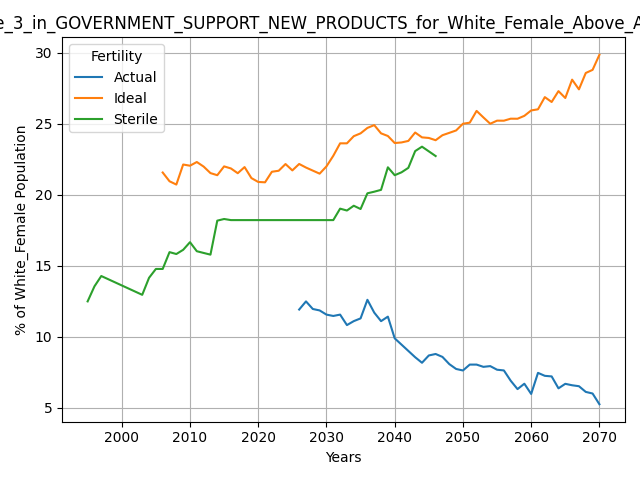 e_3_in_GOVERNMENT_SUPPORT_NEW_PRODUCTS_for_White_Female_Above_A
Fertility
Actual
Ideal
Sterile
% of White_Female Population
30
25
20
15
10
5
2000 2010 2020 2030 2040 2050 2060 2070
Years